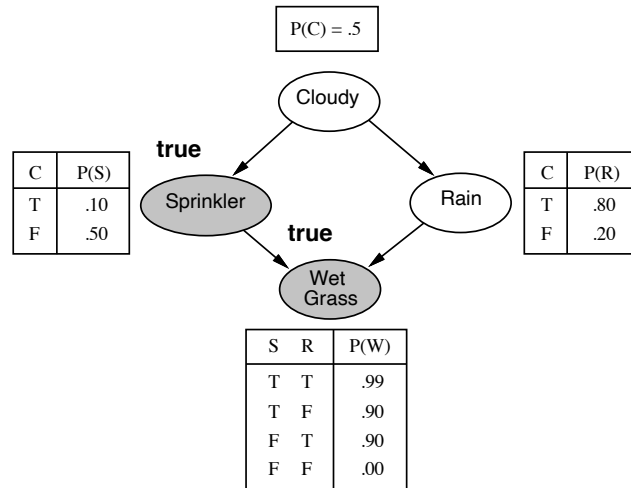 P(C) = .5
Cloudy
true
C P(S)
T .10
F .50
Sprinkler
Rain
C P(R)
T .80
F .20
true
Wet
Grass
S R P(W)
T T .99
T F .90
F T .90
F F .00